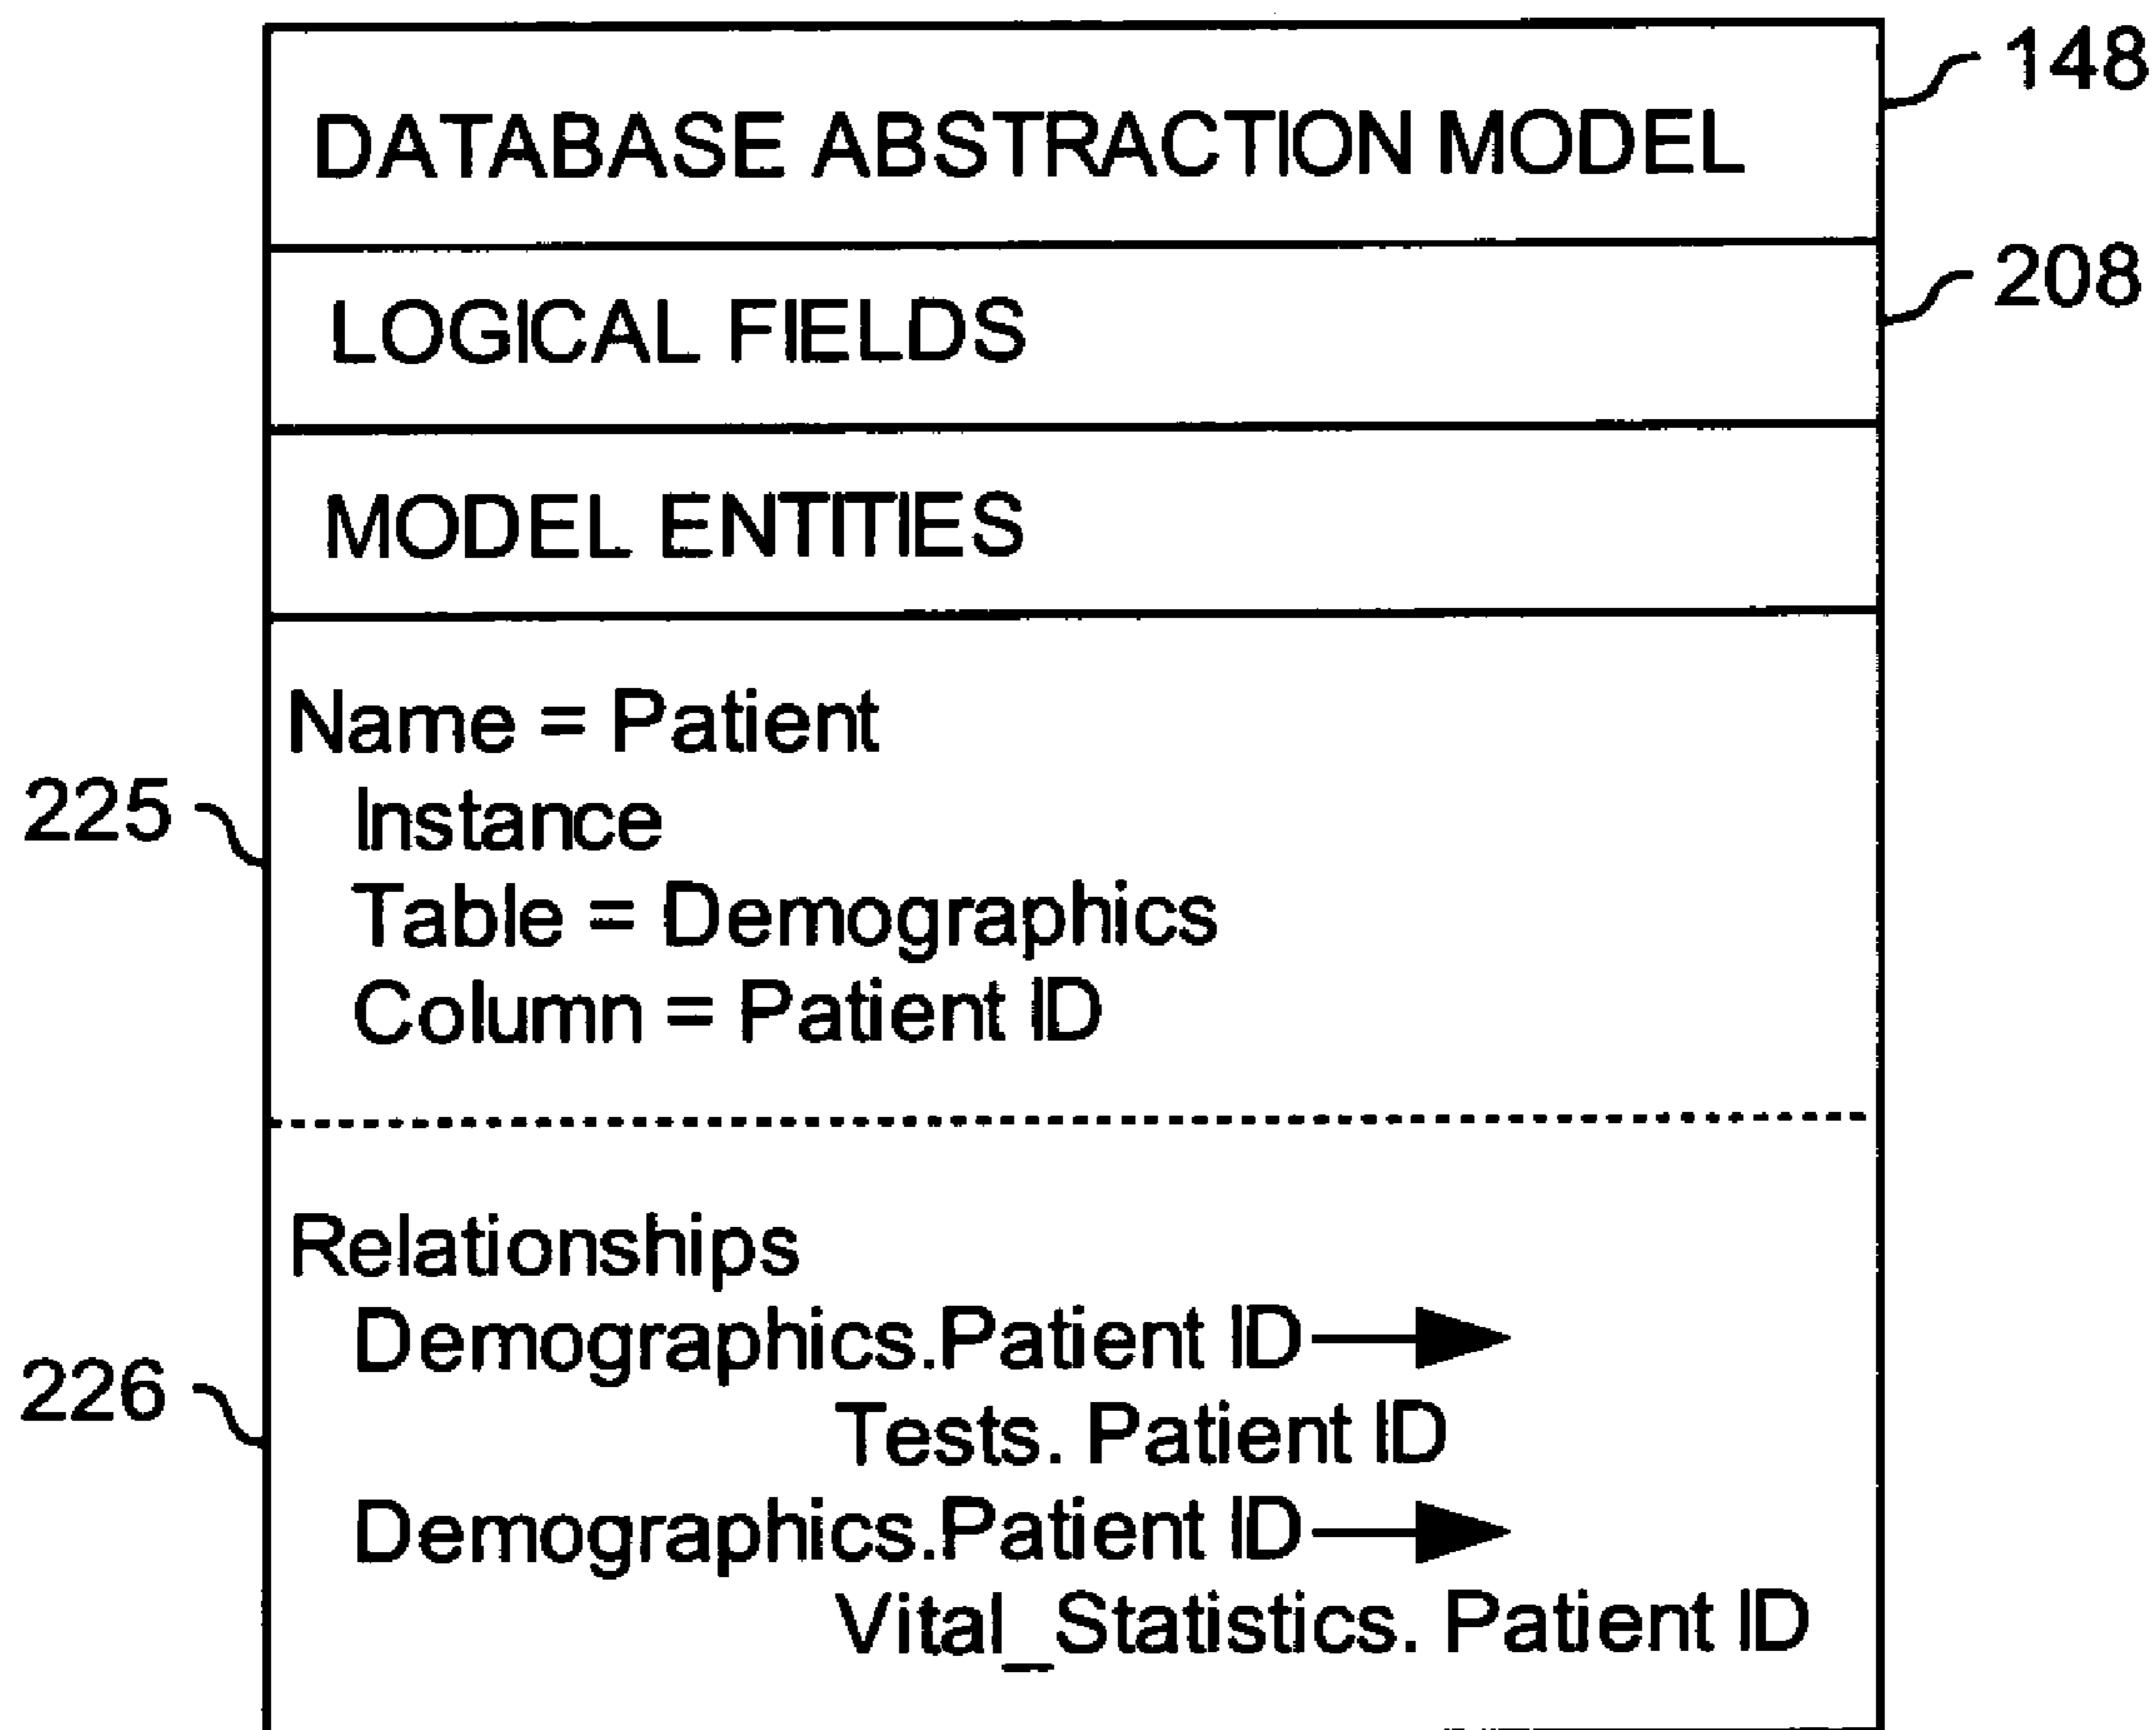 148
DATABASE ABSTRACTION MODEL
208
LOGICAL FIELDS
MODEL ENTITIES
Name = Patient
225
Instance
Table = Demographics
Column = Patient ID
Relationships
Demographics.Patient ID
226
Tests. Patient ID
Demographics.Patient ID
Vital_Statistics. Patient ID